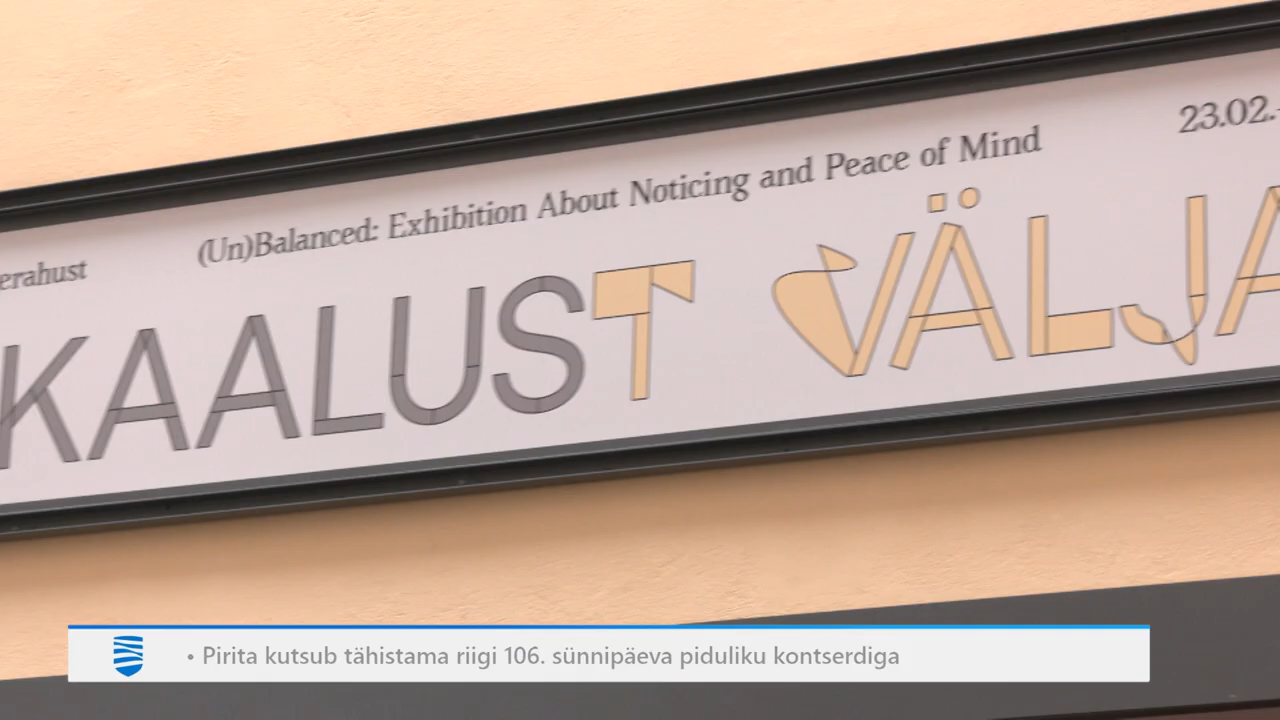 erahust
(Un)Balanced: Exhibition About Noticing and Peace of Mind
23.02.
KAALUST VÄLJA
• Pirita kutsub tähistama riigi 106. sünnipäeva piduliku kontserdiga